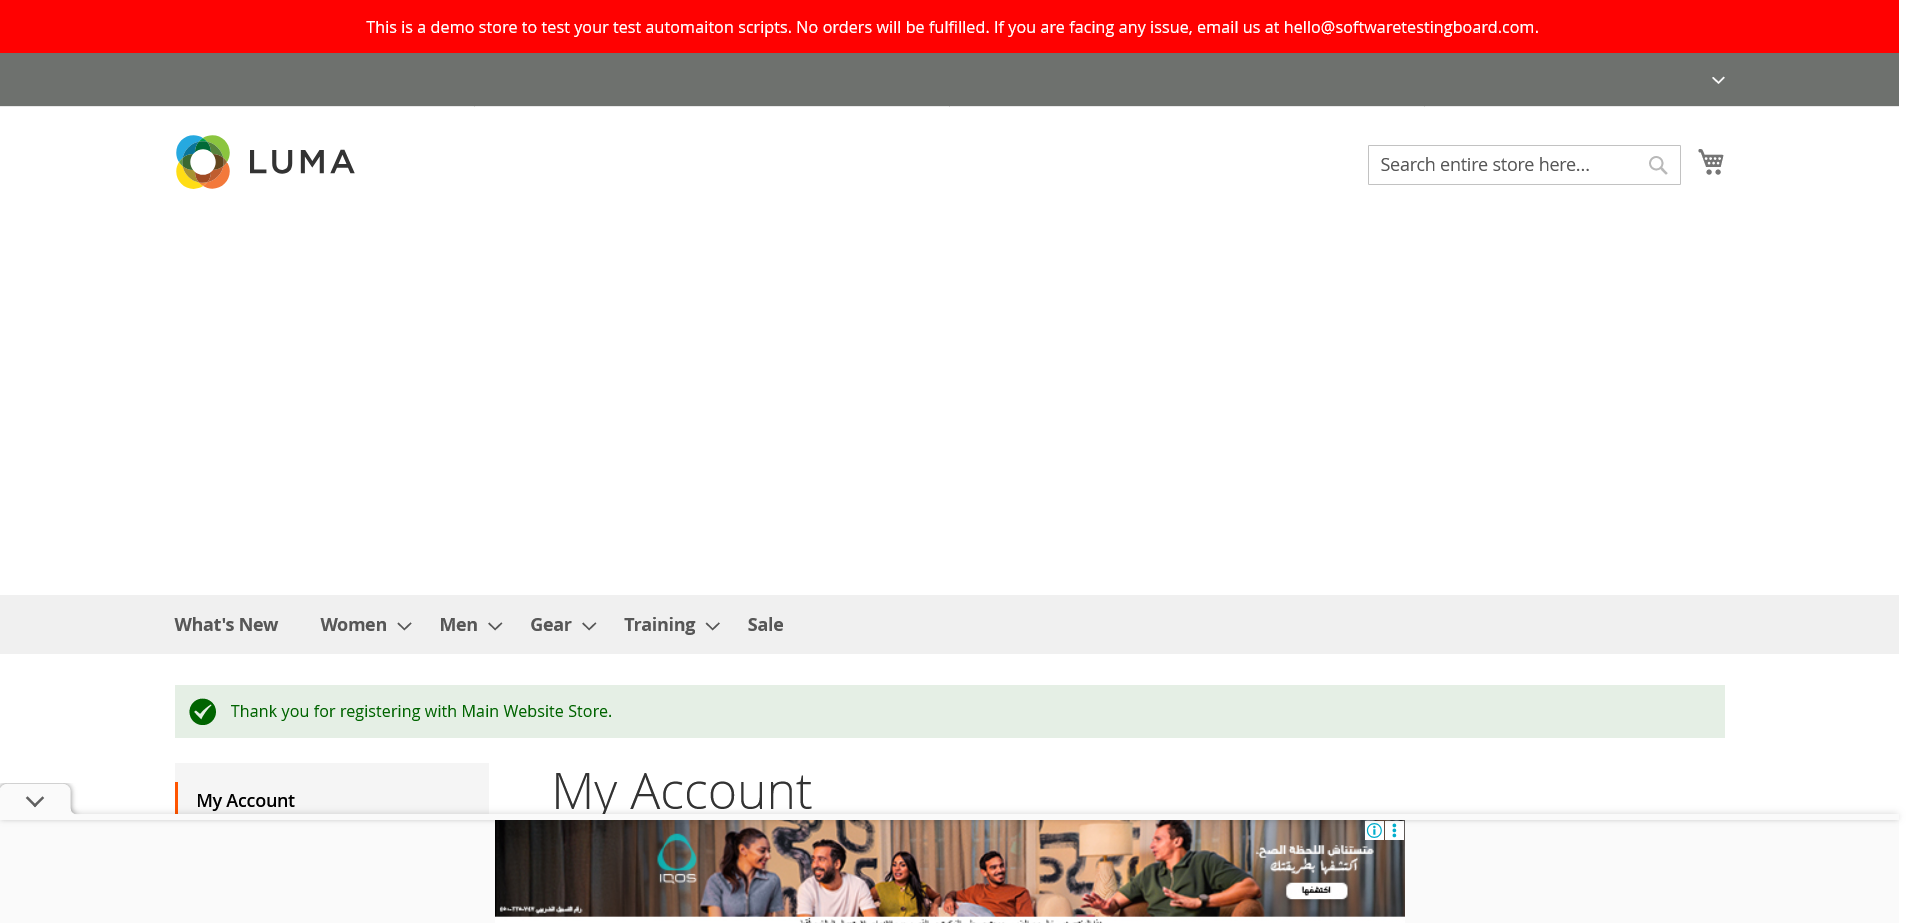 This is a demo store to test your test automaiton scripts. No orders will be fulfilled. If you are facing any issue, email us at hello@softwaretestingboard.com.
LUMA
Search entire store here...
What's New Women Men Gear Training Sale
Thank you for registering with Main Website Store.
My Account
My Account
IQOS
متستناش اللحظة الصح.
اكتشفها بطريقتك
اكتشفها